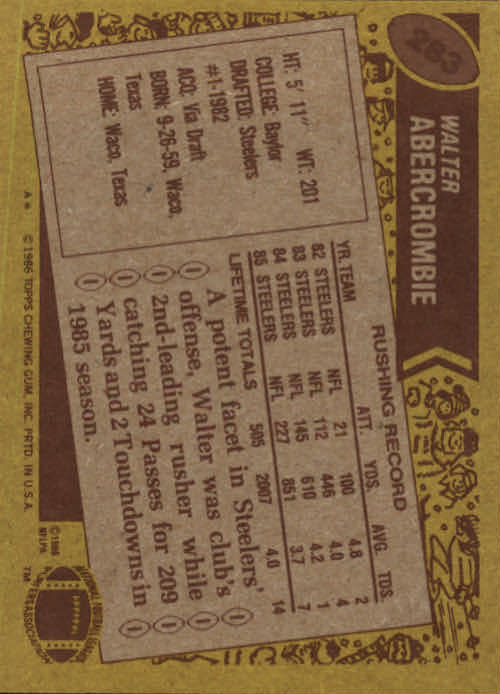 283
WALTER
ABERCROMBIE
HT: 5' 11" WT: 201
COLLEGE: Baylor
DRAFTED: Steelers
#1-1982
ACQ: Via Draft
BORN: 9-26-59, Waco,
Texas
HOME: Waco, Texas
RUSHING RECORD
YR. TEAM ATT. YDS. AVG. TDS.
82 STEELERS NFL 21 100 4.8 2
83 STEELERS NFL 112 446 4.0 4
84 STEELERS NFL 145 610 4.2 1
85 STEELERS NFL 227 851 3.7 7
LIFETIME TOTALS 505 2007 4.0 14
A potent facet in Steelers'
offense, Walter was club's
2nd-leading rusher while
catching 24 Passes for 209
Yards and 2 Touchdowns in
1985 season.
A* © 1986 TOPPS CHEWING GUM, INC. PRTD. IN U.S.A.
© 1986
NFLPA
TM